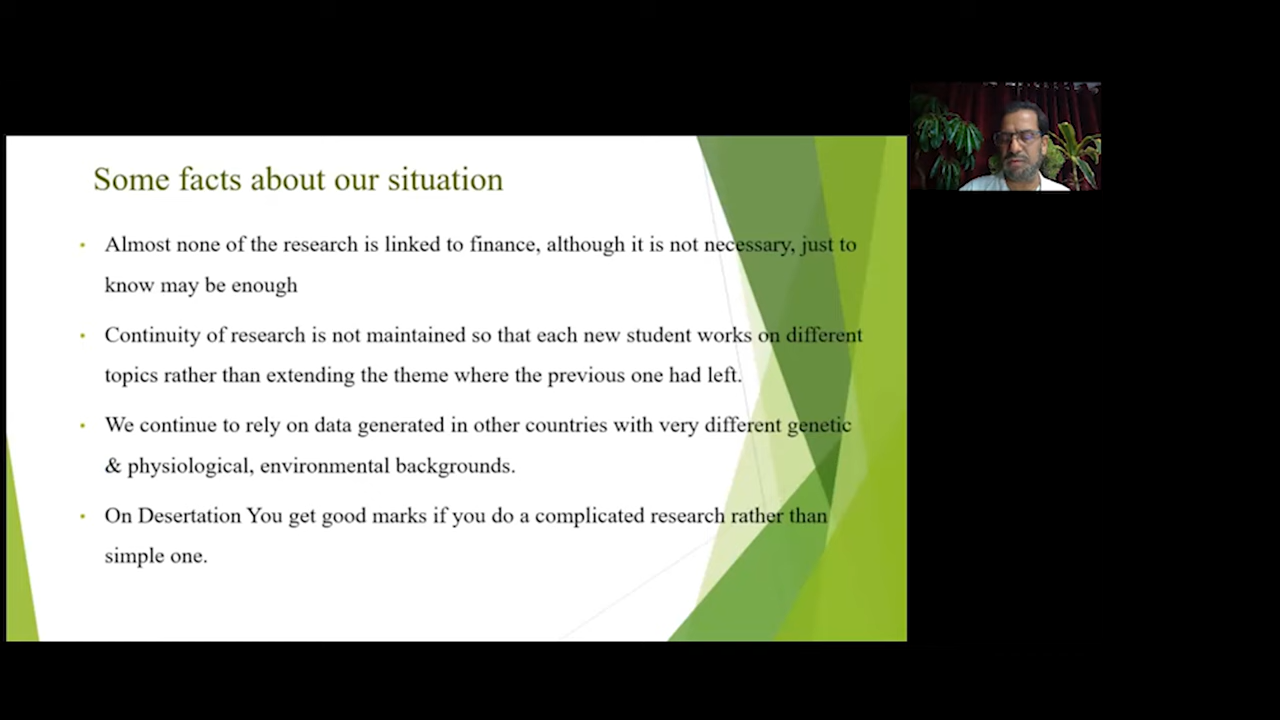 Some facts about our situation
• Almost none of the research is linked to finance, although it is not necessary, just to
know may be enough
• Continuity of research is not maintained so that each new student works on different
topics rather than extending the theme where the previous one had left.
• We continue to rely on data generated in other countries with very different genetic
& physiological, environmental backgrounds.
• On Desertation You get good marks if you do a complicated research rather than
simple one.